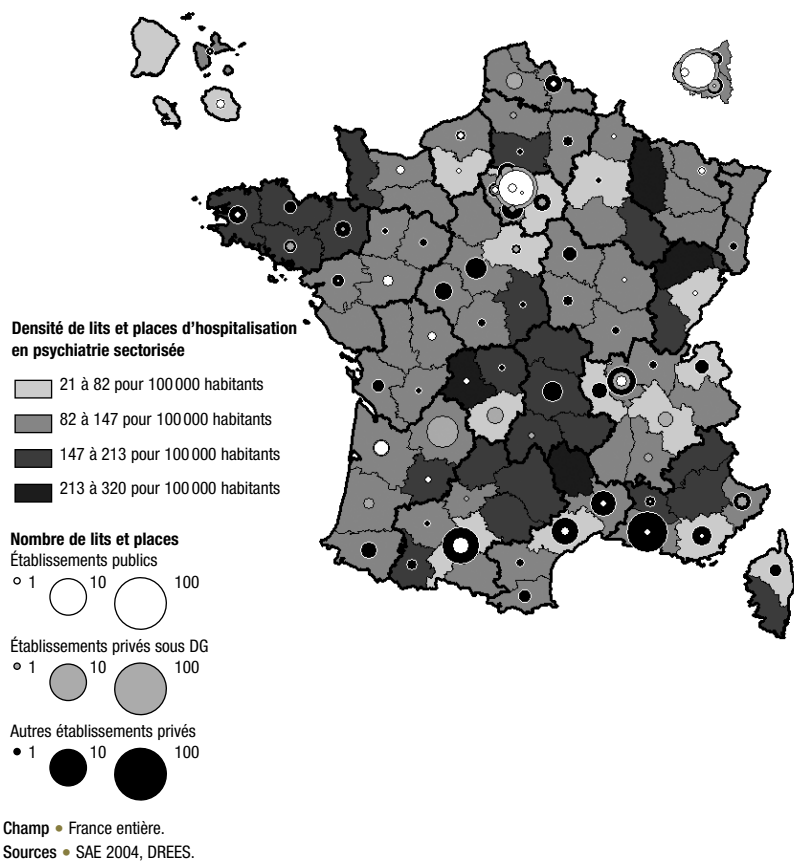 Densité de lits et places d'hospitalisation
en psychiatrie sectorisée
21 à 82 pour 100 000 habitants
82 à 147 pour 100 000 habitants
147 à 213 pour 100 000 habitants
213 à 320 pour 100 000 habitants
Nombre de lits et places
Établissements publics
1 10 100
Établissements privés sous DG
1 10 100
Autres établissements privés
1 10 100
Champ • France entière.
Sources • SAE 2004, DREES.